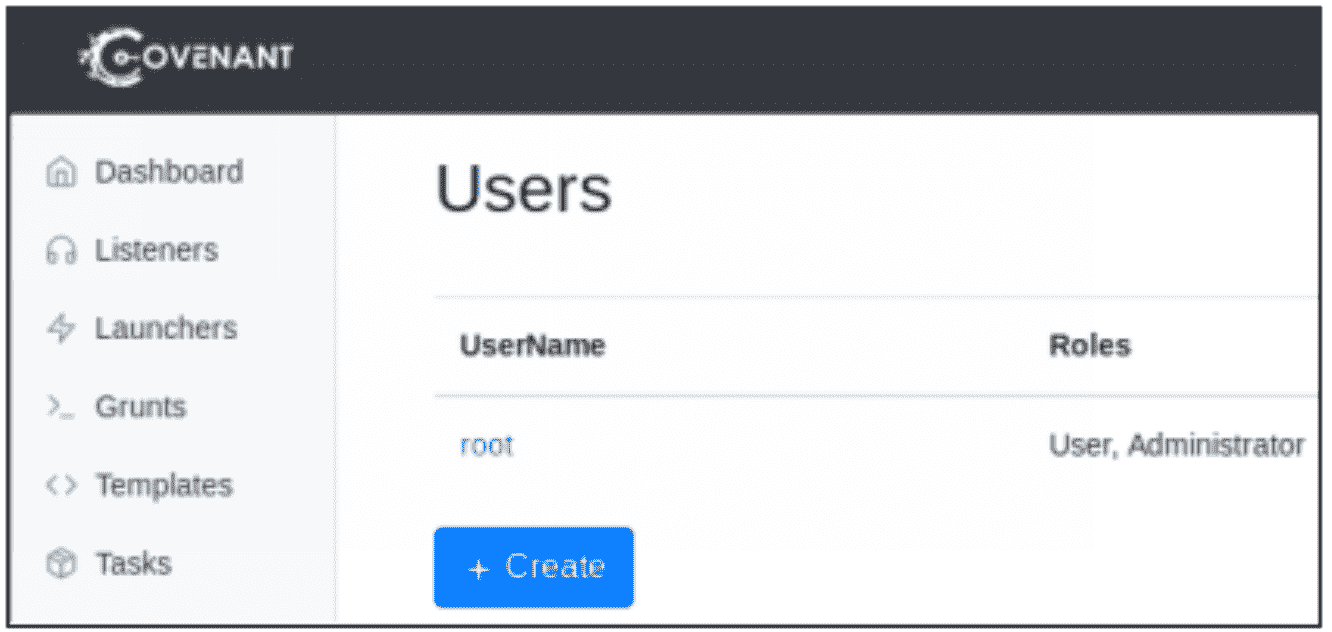 COVENANT
Dashboard
Listeners
Launchers
Grunts
Templates
Tasks
Users
UserName Roles
root User, Administrator
+ Create